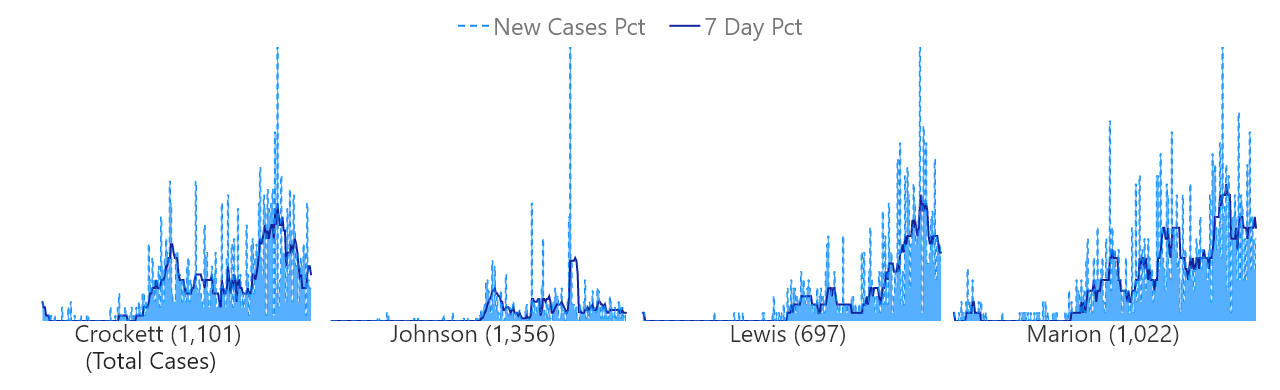 New Cases Pct 7 Day Pct
Crockett (1,101) Johnson (1,356) Lewis (697) Marion (1,022)
(Total Cases)